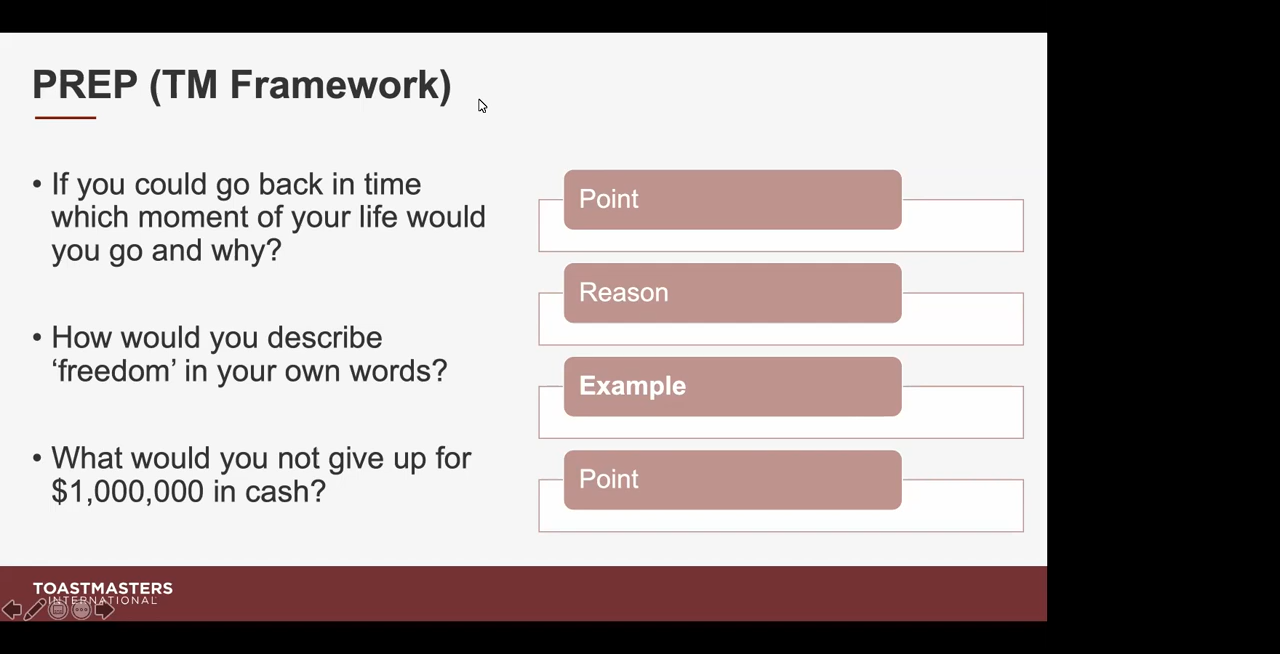 PREP (TM Framework)
• If you could go back in time
which moment of your life would
you go and why?
• How would you describe
‘freedom’ in your own words?
• What would you not give up for
$1,000,000 in cash?
Point
Reason
Example
Point
TOASTMASTERS
INTERNATIONAL